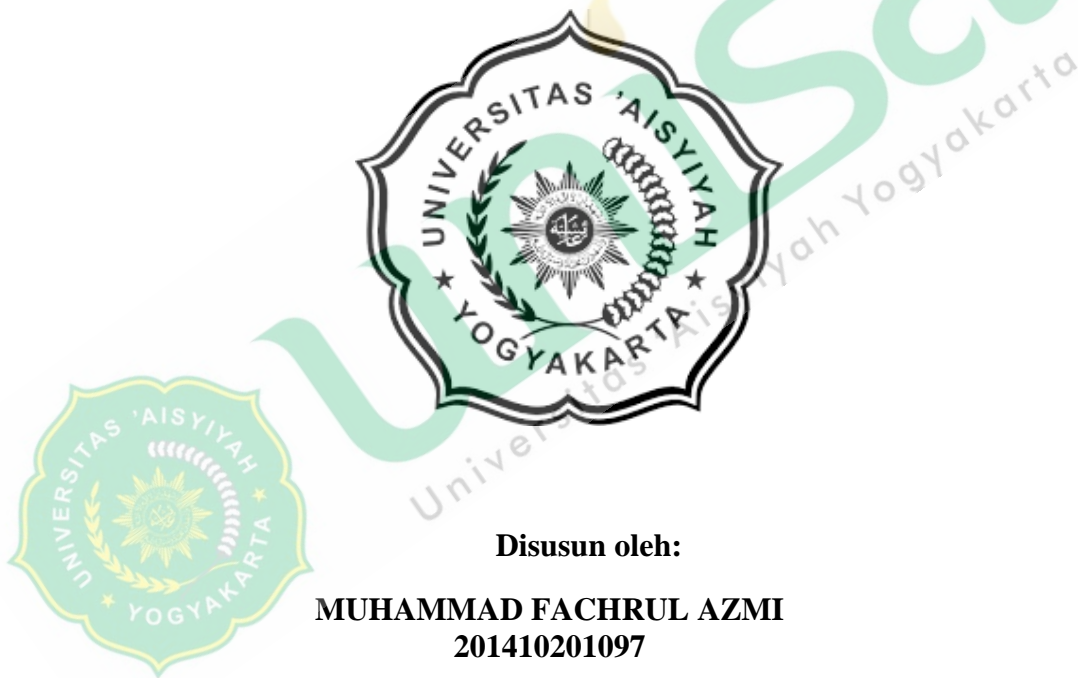 UNIVERSITAS 'AISYIYAH
★ YOGYAKARTA ★
Universitas 'Aisyiyah Yogyakarta
UNIVERSITAS 'AISYIYAH
★ YOGYAKARTA ★
Disusun oleh:
MUHAMMAD FACHRUL AZMI
201410201097